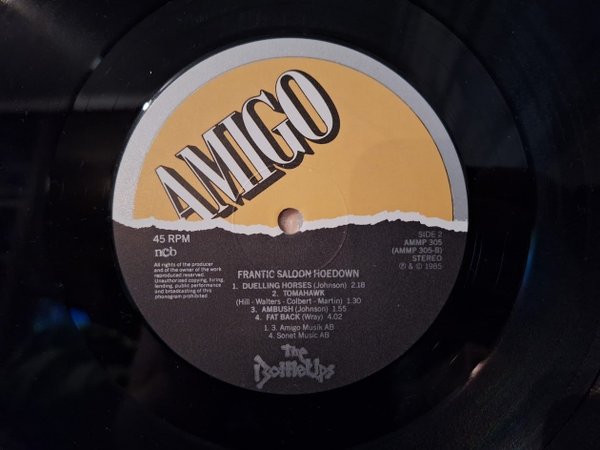 AMIGO
45 RPM
ncb
All rights of the producer
and of the owner of the work
reproduced reserved.
Unauthorised copying, hiring,
lending, public performance
and broadcasting of this
phonogram prohibited.
SIDE 2
AMMP 305
(AMMP 305-B)
STEREO
℗ & © 1985
FRANTIC SALOON HOEDOWN
1. DUELLING HORSES (Johnson) 2.18
2. TOMAHAWK
(Hill - Walters - Colbert - Martin) 1.30
3. AMBUSH (Johnson) 1.55
4. FAT BACK (Wray) 4.02
1. 3. Amigo Musik AB
4. Sonet Music AB
The
BottleUps